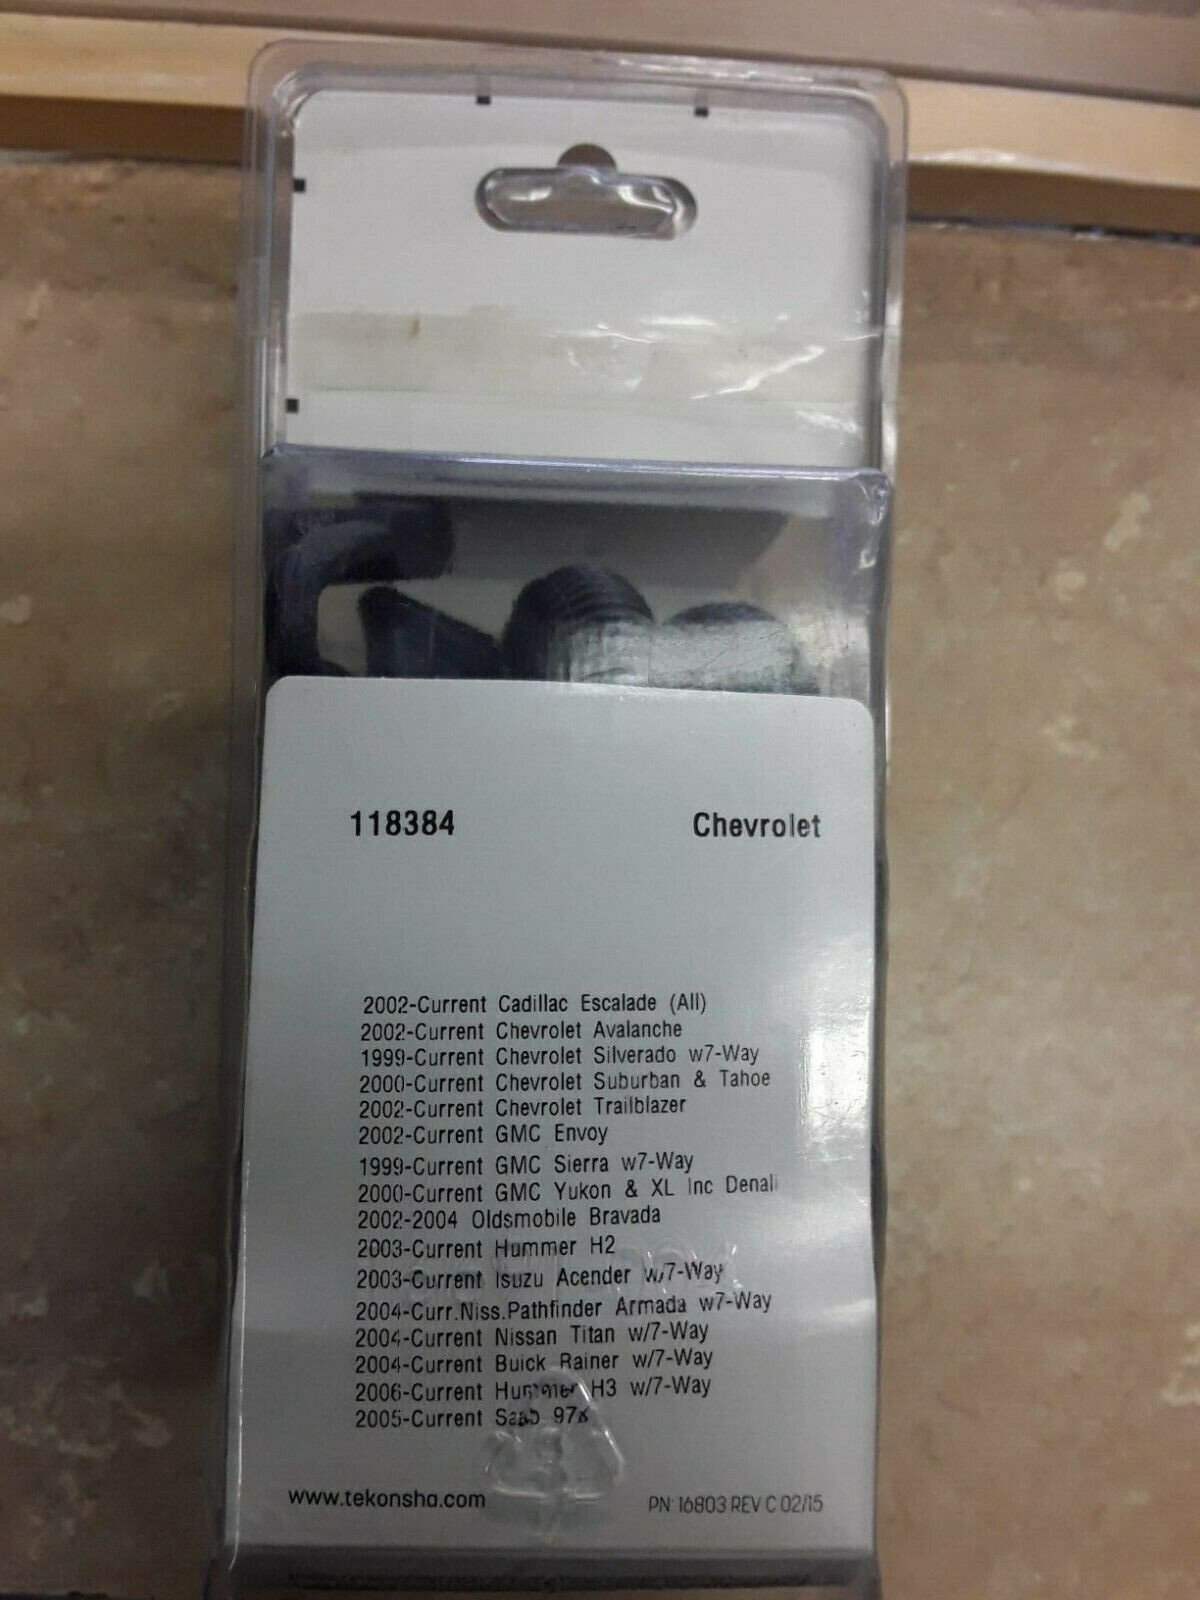 118384 Chevrolet
2002-Current Cadillac Escalade (All)
2002-Current Chevrolet Avalanche
1999-Current Chevrolet Silverado w7-Way
2000-Current Chevrolet Suburban & Tahoe
2002-Current Chevrolet Trailblazer
2002-Current GMC Envoy
1999-Current GMC Sierra w7-Way
2000-Current GMC Yukon & XL Inc Denali
2002-2004 Oldsmobile Bravada
2003-Current Hummer H2
2003-Current Isuzu Acender w/7-Way
2004-Curr.Niss.Pathfinder Armada w7-Way
2004-Current Nissan Titan w/7-Way
2004-Current Buick Rainer w/7-Way
2006-Current Hummer H3 w/7-Way
2005-Current Saab 97x
www.tekonsha.com PN: 16803 REV C 02/15